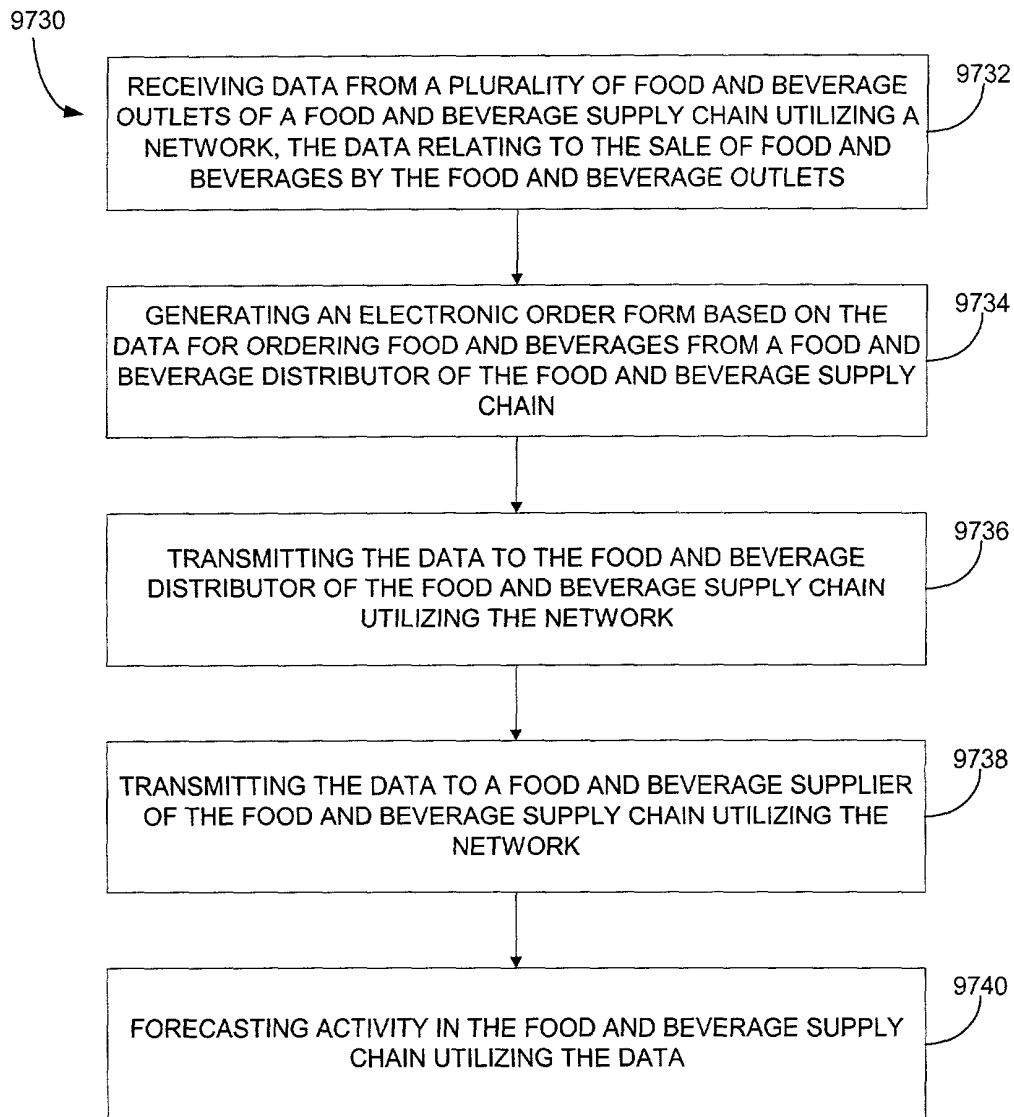 9730
RECEIVING DATA FROM A PLURALITY OF FOOD AND BEVERAGE
OUTLETS OF A FOOD AND BEVERAGE SUPPLY CHAIN UTILIZING A
NETWORK, THE DATA RELATING TO THE SALE OF FOOD AND
BEVERAGES BY THE FOOD AND BEVERAGE OUTLETS
9732
GENERATING AN ELECTRONIC ORDER FORM BASED ON THE
DATA FOR ORDERING FOOD AND BEVERAGES FROM A FOOD AND
BEVERAGE DISTRIBUTOR OF THE FOOD AND BEVERAGE SUPPLY
CHAIN
9734
TRANSMITTING THE DATA TO THE FOOD AND BEVERAGE
DISTRIBUTOR OF THE FOOD AND BEVERAGE SUPPLY CHAIN
UTILIZING THE NETWORK
9736
TRANSMITTING THE DATA TO A FOOD AND BEVERAGE SUPPLIER
OF THE FOOD AND BEVERAGE SUPPLY CHAIN UTILIZING THE
NETWORK
9738
FORECASTING ACTIVITY IN THE FOOD AND BEVERAGE SUPPLY
CHAIN UTILIZING THE DATA
9740